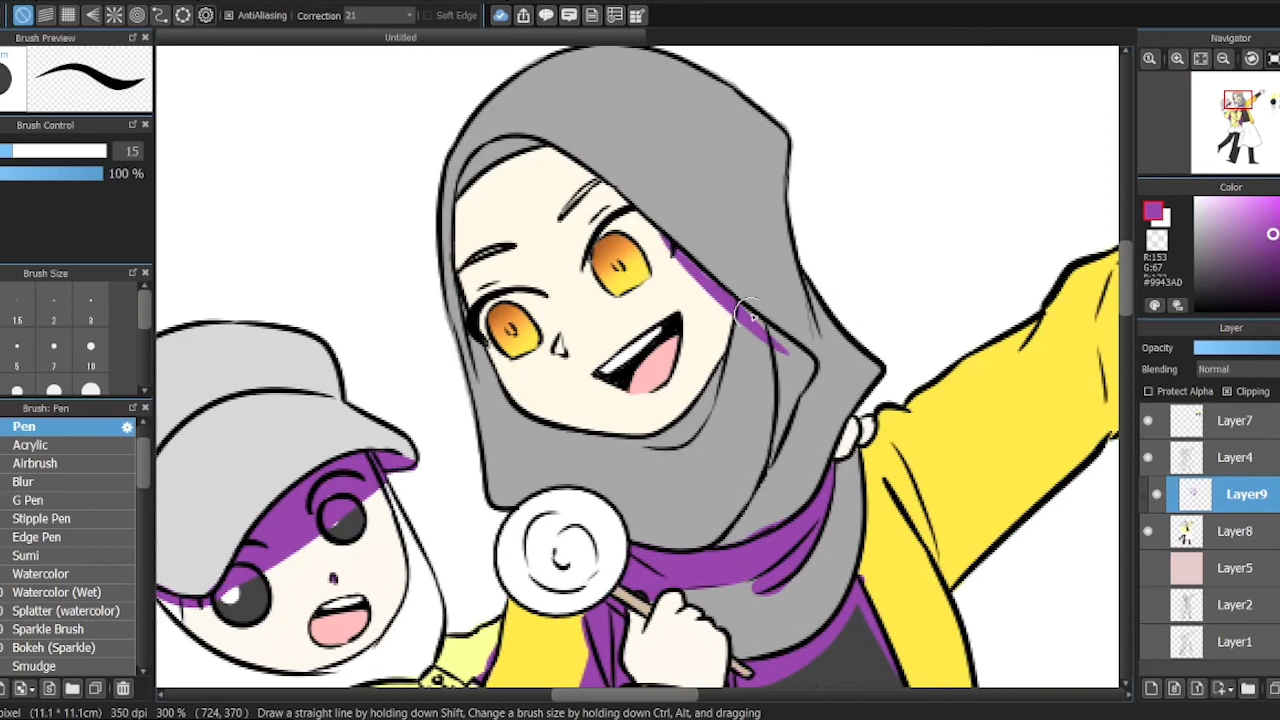 AntiAliasing Correction 21 Soft Edge
Brush Preview
Untitled
Navigator
Brush Control
15
100 %
Color
R:153
G:67
#9943AD
Brush Size
1.5 2 3
5 7 10
Layer
Opacity
Blending Normal
Protect Alpha Clipping
Brush: Pen
Pen
Acrylic
Airbrush
Blur
G Pen
Stipple Pen
Edge Pen
Sumi
Watercolor
Watercolor (Wet)
Splatter (watercolor)
Sparkle Brush
Bokeh (Sparkle)
Smudge
Layer7
Layer4
Layer9
Layer8
Layer5
Layer2
Layer1
pixel (11.1 * 11.1cm) 350 dpi 300 % ( 724, 370 ) Draw a straight line by holding down Shift, Change a brush size by holding down Ctrl, Alt, and dragging